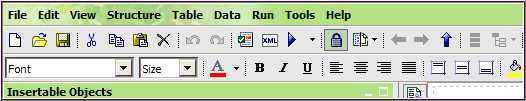 File Edit View Structure Table Data Run Tools Help
XML
Font Size A B I U
Insertable Objects